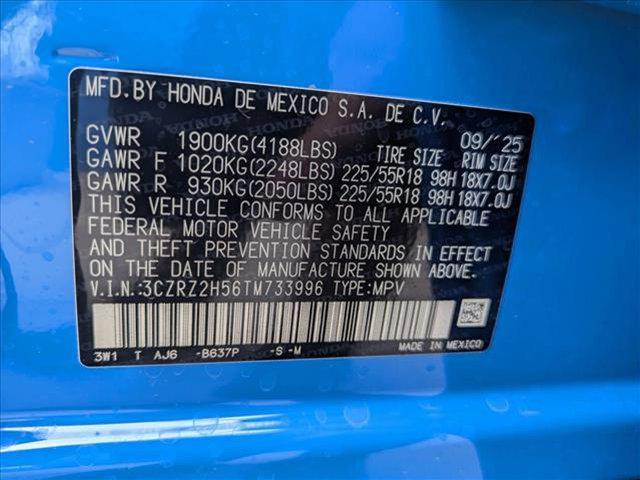 MFD.BY HONDA DE MEXICO S.A. DE C.V.
09/'25
GVWR 1900KG(4188LBS) TIRE SIZE RIM SIZE
GAWR F 1020KG(2248LBS) 225/55R18 98H 18X7.0J
GAWR R 930KG(2050LBS) 225/55R18 98H 18X7.0J
THIS VEHICLE CONFORMS TO ALL APPLICABLE
FEDERAL MOTOR VEHICLE SAFETY
AND THEFT PREVENTION STANDARDS IN EFFECT
ON THE DATE OF MANUFACTURE SHOWN ABOVE.
V.I.N.:3CZRZ2H56TM733996 TYPE:MPV
3W1 T AJ6 -B637P -S -M MADE IN MEXICO